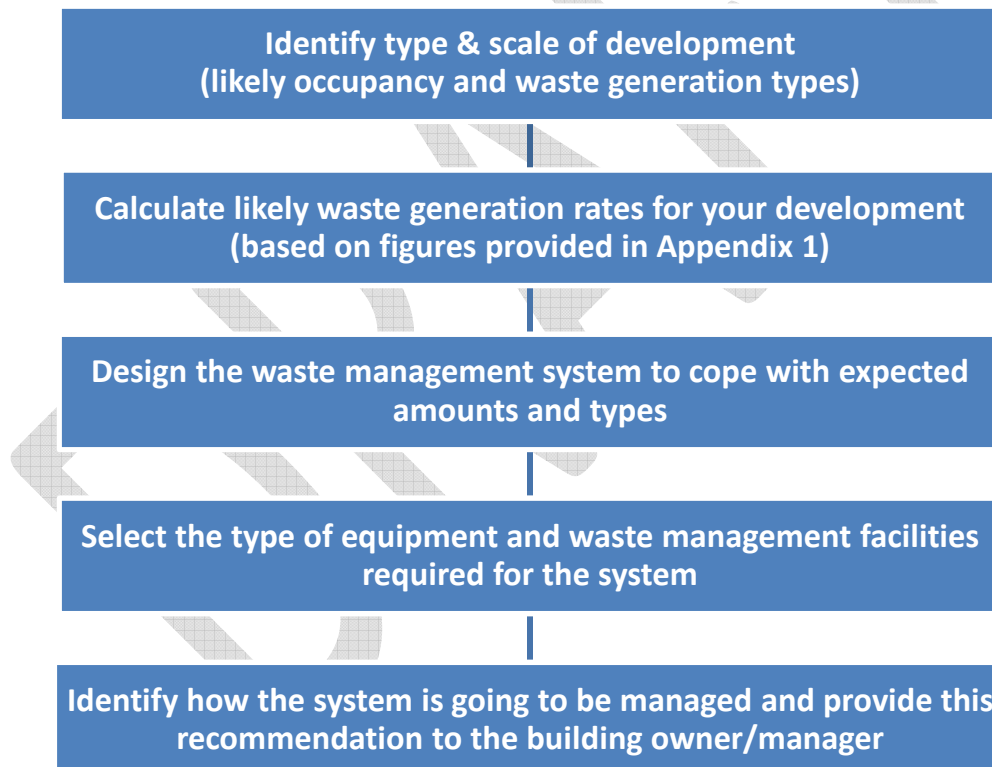 Identify type & scale of development
(likely occupancy and waste generation types)
Calculate likely waste generation rates for your development
(based on figures provided in Appendix 1)
Design the waste management system to cope with expected
amounts and types
Select the type of equipment and waste management facilities
required for the system
Identify how the system is going to be managed and provide this
recommendation to the building owner/manager